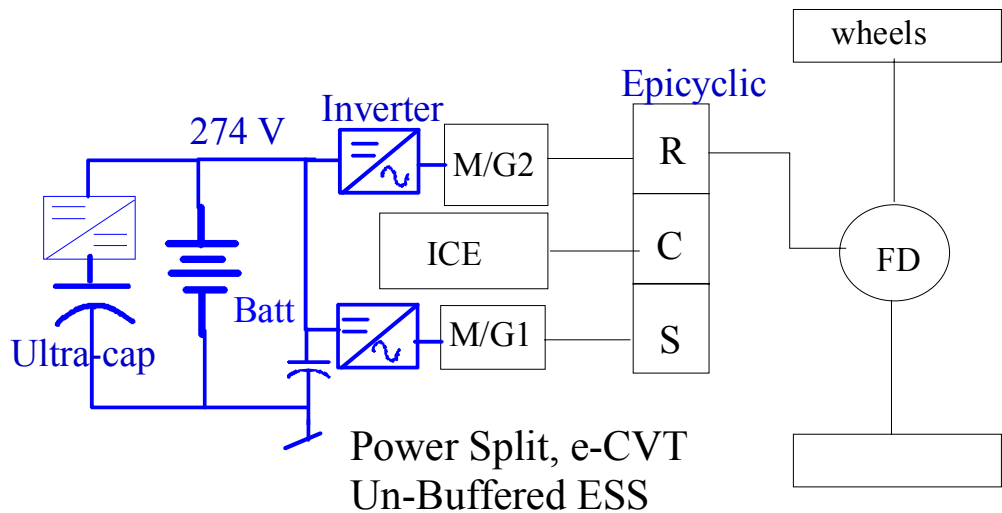 wheels
Epicyclic
Inverter
274 V
M/G2
R
ICE
C
FD
Batt
M/G1
S
Ultra-cap
Power Split, e-CVT
Un-Buffered ESS